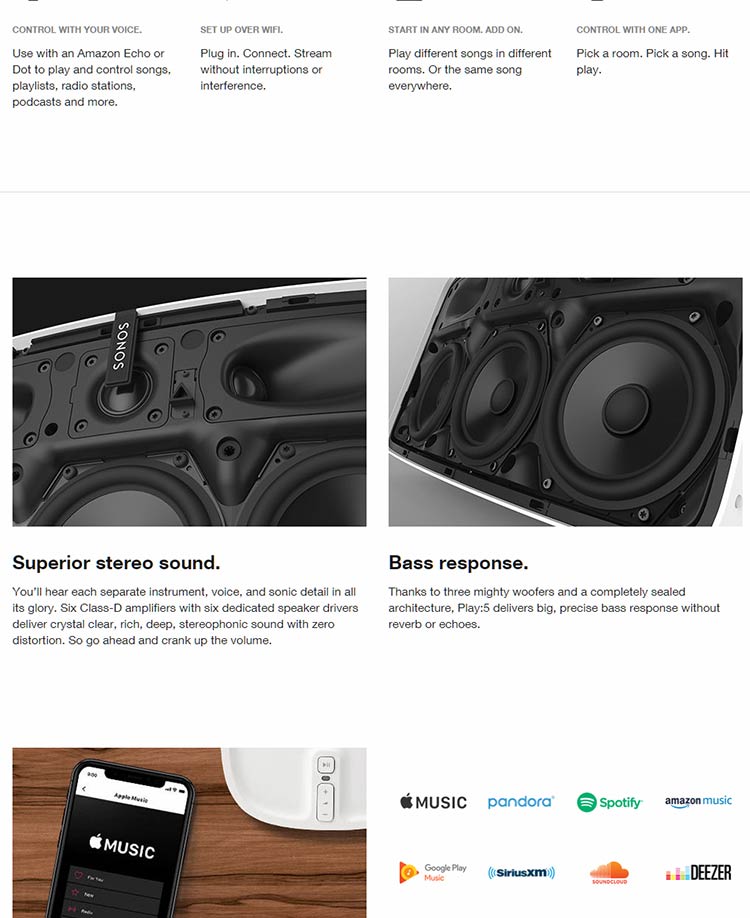 CONTROL WITH YOUR VOICE.
Use with an Amazon Echo or
Dot to play and control songs,
playlists, radio stations,
podcasts and more.
SET UP OVER WIFI.
Plug in. Connect. Stream
without interruptions or
interference.
START IN ANY ROOM. ADD ON.
Play different songs in different
rooms. Or the same song
everywhere.
CONTROL WITH ONE APP.
Pick a room. Pick a song. Hit
play.
SONOS
Superior stereo sound.
You'll hear each separate instrument, voice, and sonic detail in all
its glory. Six Class-D amplifiers with six dedicated speaker drivers
deliver crystal clear, rich, deep, stereophonic sound with zero
distortion. So go ahead and crank up the volume.
Bass response.
Thanks to three mighty woofers and a completely sealed
architecture, Play:5 delivers big, precise bass response without
reverb or echoes.
9:00
Apple Music
MUSIC
For You
New
Radio
MUSIC
pandora
Spotify
amazon music
Google Play
Music
SiriusXM
SOUNDCLOUD
DEEZER